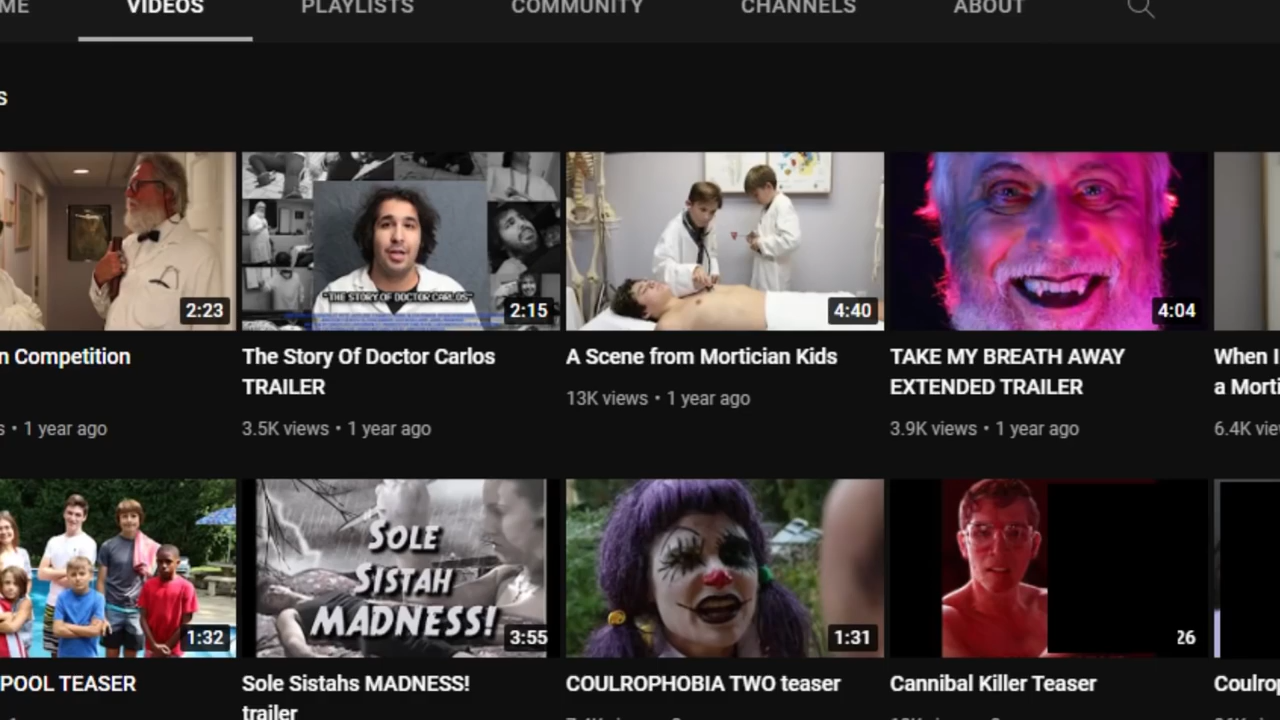 ME VIDEOS PLAYLISTS COMMUNITY CHANNELS ABOUT
s
"THE STORY OF DOCTOR CARLOS"
2:23 2:15 4:40 4:04
n Competition The Story Of Doctor Carlos A Scene from Mortician Kids TAKE MY BREATH AWAY When I
TRAILER EXTENDED TRAILER a Morti
13K views • 1 year ago
s • 1 year ago 3.5K views • 1 year ago 3.9K views • 1 year ago 6.4K vie
SOLE
SISTAH
MADNESS!
1:32 3:55 1:31 26
POOL TEASER Sole Sistahs MADNESS! COULROPHOBIA TWO teaser Cannibal Killer Teaser Coulrop
trailer